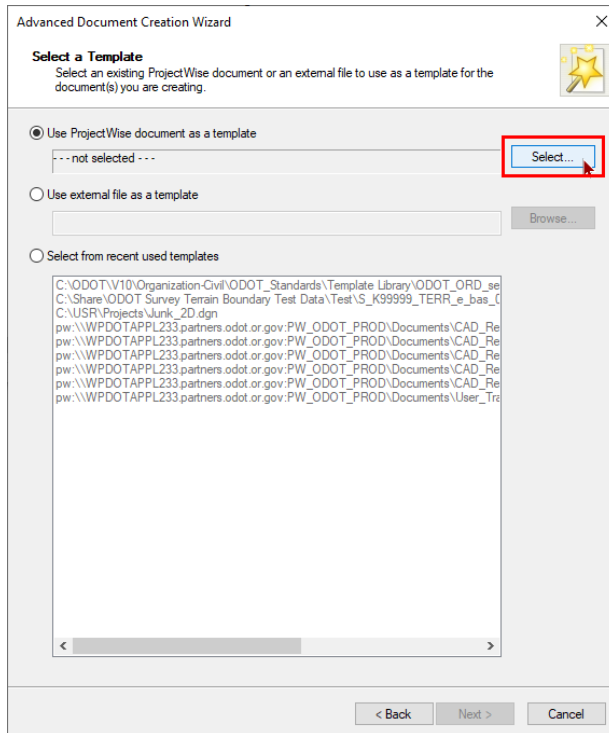 Advanced Document Creation Wizard
Select a Template
Select an existing ProjectWise document or an external file to use as a template for the
document(s) you are creating.
Use ProjectWise document as a template
- - - not selected - - -
Select...
Use external file as a template
Browse...
Select from recent used templates
C:\ODOT\V10\Organization-Civil\ODOT_Standards\Template Library\ODOT_ORD_se
C:\Share\ODOT Survey Terrain Boundary Test Data\Test\S_K99999_TERR_e_bas_0
C:\USR\Projects\Junk_2D.dgn
pw:\\WPDOTAPPL233.partners.odot.or.gov:PW_ODOT_PROD\Documents\CAD_Re
pw:\\WPDOTAPPL233.partners.odot.or.gov:PW_ODOT_PROD\Documents\CAD_Re
pw:\\WPDOTAPPL233.partners.odot.or.gov:PW_ODOT_PROD\Documents\CAD_Re
pw:\\WPDOTAPPL233.partners.odot.or.gov:PW_ODOT_PROD\Documents\CAD_Re
pw:\\WPDOTAPPL233.partners.odot.or.gov:PW_ODOT_PROD\Documents\CAD_Re
pw:\\WPDOTAPPL233.partners.odot.or.gov:PW_ODOT_PROD\Documents\User_Tra
< Back
Next >
Cancel